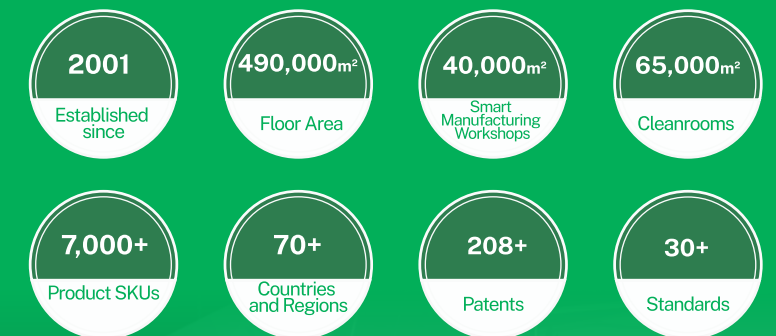 2001
Established
since
490,000m²
Floor Area
40,000m²
Smart
Manufacturing
Workshops
65,000m²
Cleanrooms
7,000+
Product SKUs
70+
Countries
and Regions
208+
Patents
30+
Standards